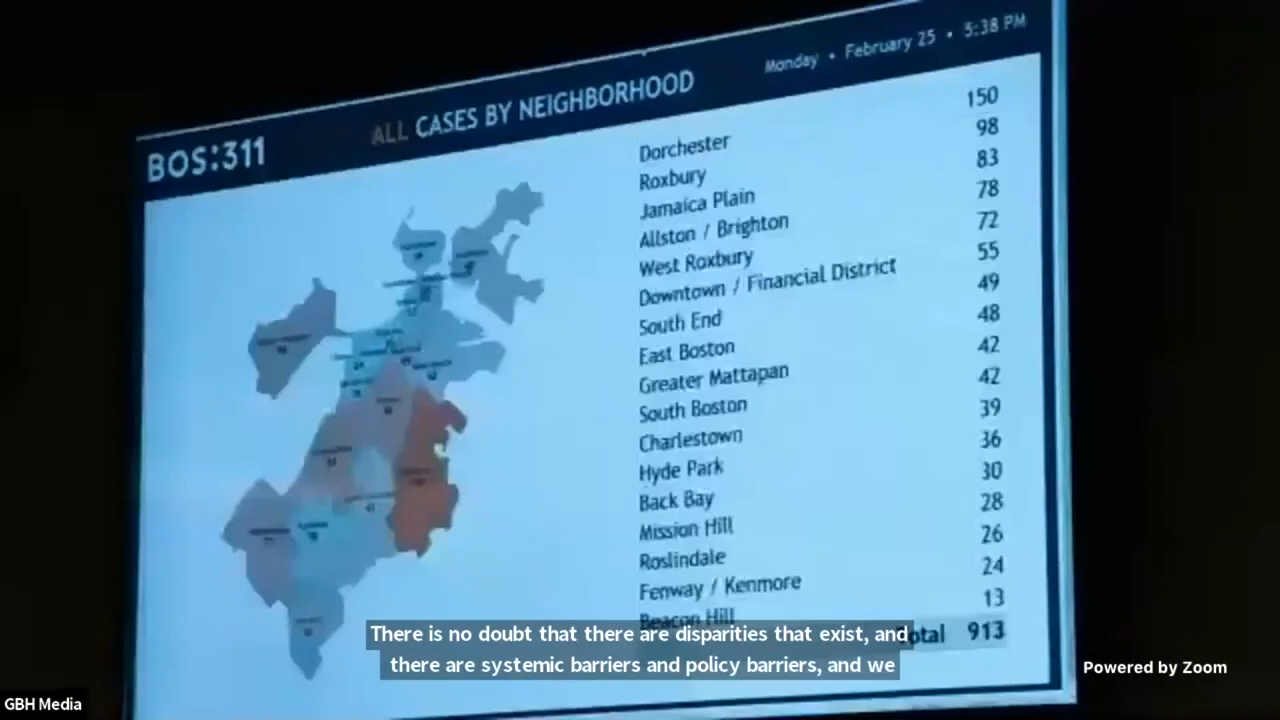 BOS:311
ALL CASES BY NEIGHBORHOOD
Monday • February 25 • 5:38 PM
Dorchester 150
Roxbury 98
Jamaica Plain 83
Allston / Brighton 78
West Roxbury 72
Downtown / Financial District 55
South End 49
East Boston 48
Greater Mattapan 42
South Boston 42
Charlestown 39
Hyde Park 36
Back Bay 30
Mission Hill 28
Roslindale 26
Fenway / Kenmore 24
Beacon Hill 13
Total 913
There is no doubt that there are disparities that exist, and
there are systemic barriers and policy barriers, and we
Powered by Zoom
GBH Media